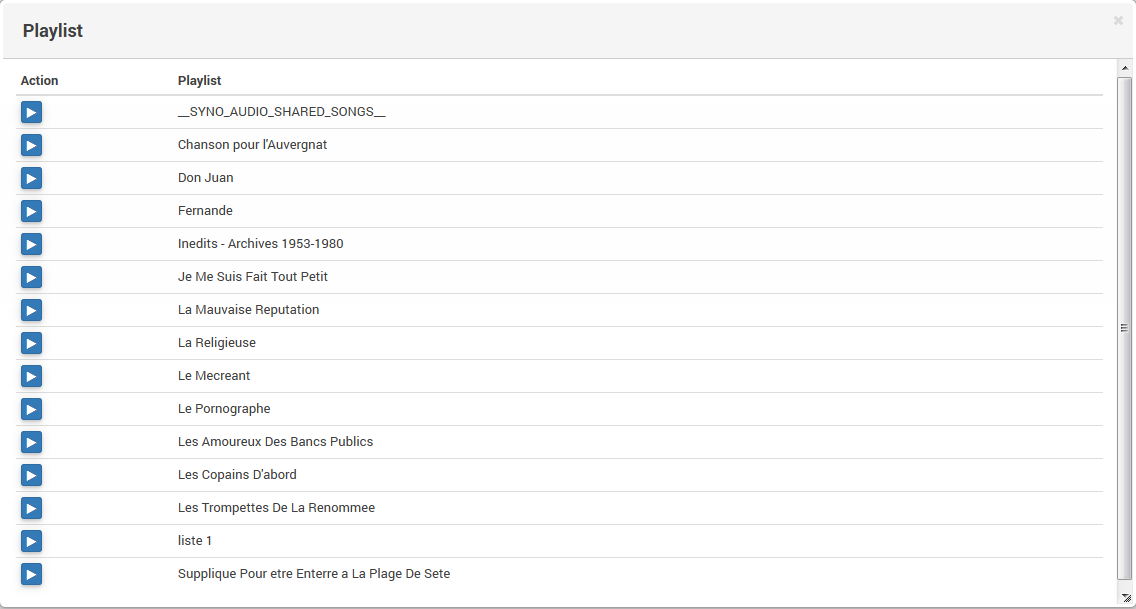 Playlist
Action Playlist
__SYNO_AUDIO_SHARED_SONGS__
Chanson pour l'Auvergnat
Don Juan
Fernande
Inedits - Archives 1953-1980
Je Me Suis Fait Tout Petit
La Mauvaise Reputation
La Religieuse
Le Mecreant
Le Pornographe
Les Amoureux Des Bancs Publics
Les Copains D'abord
Les Trompettes De La Renommee
liste 1
Supplique Pour etre Enterre a La Plage De Sete